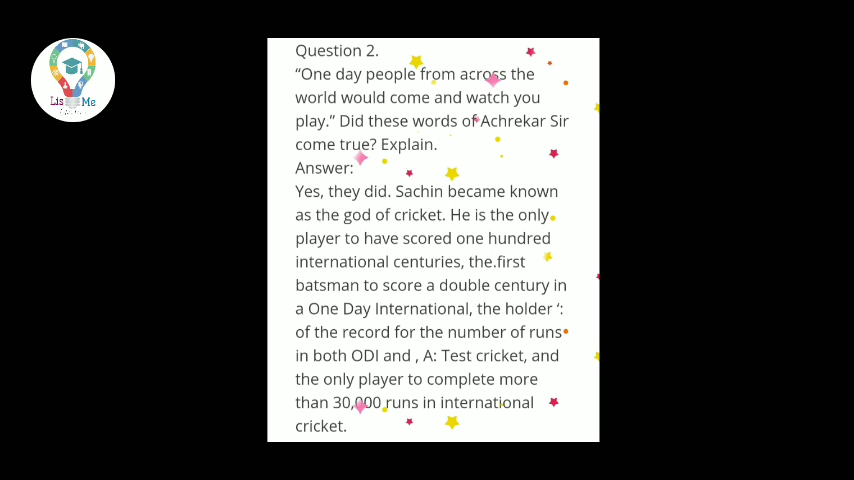 Lis Me
Question 2.
“One day people from across the
world would come and watch you
play.” Did these words of Achrekar Sir
come true? Explain.
Answer:
Yes, they did. Sachin became known
as the god of cricket. He is the only
player to have scored one hundred
international centuries, the.first
batsman to score a double century in
a One Day International, the holder ‘:
of the record for the number of runs
in both ODI and , A: Test cricket, and
the only player to complete more
than 30,000 runs in international
cricket.